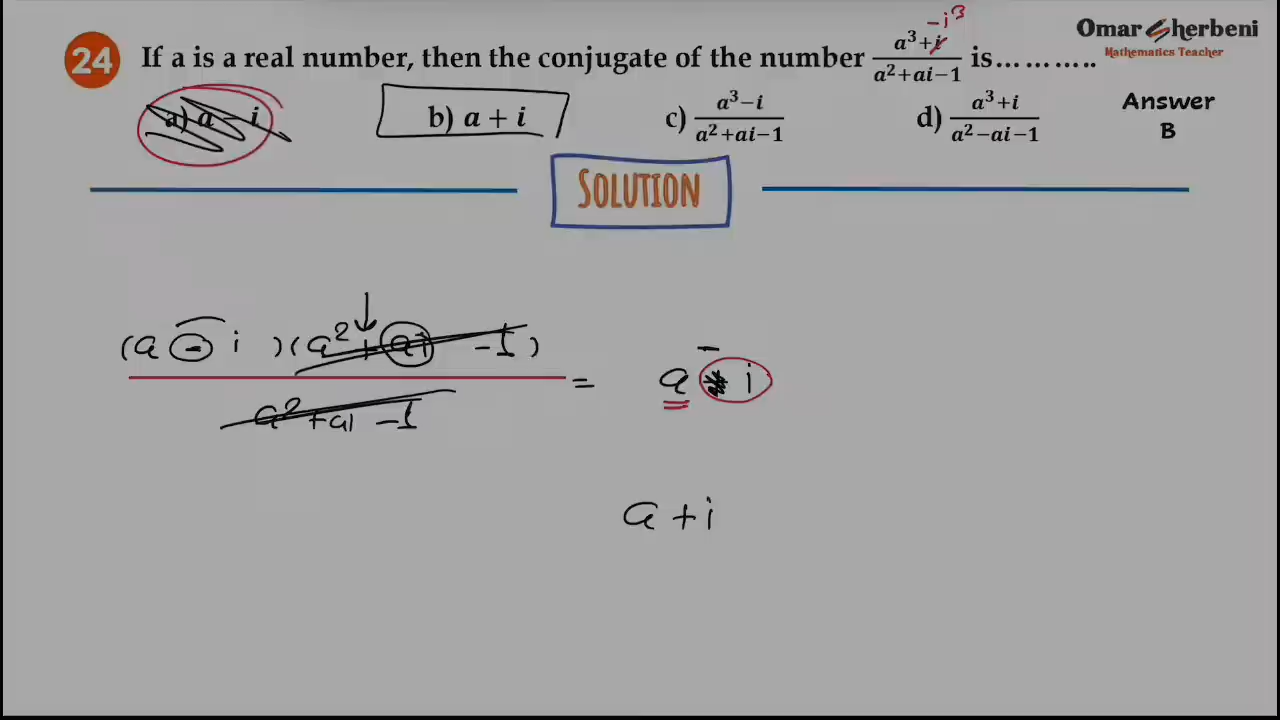 24 If a is a real number, then the conjugate of the number (a³+i)/(a²+ai−1) is………..
−i³
Omar Sherbeni
Mathematics Teacher
a) a − i b) a + i c) (a³−i)/(a²+ai−1) d) (a³+i)/(a²−ai−1)
Answer
B
SOLUTION
(a − i)(a² + ai −1)
a² + ai −1
= a − i
a + i